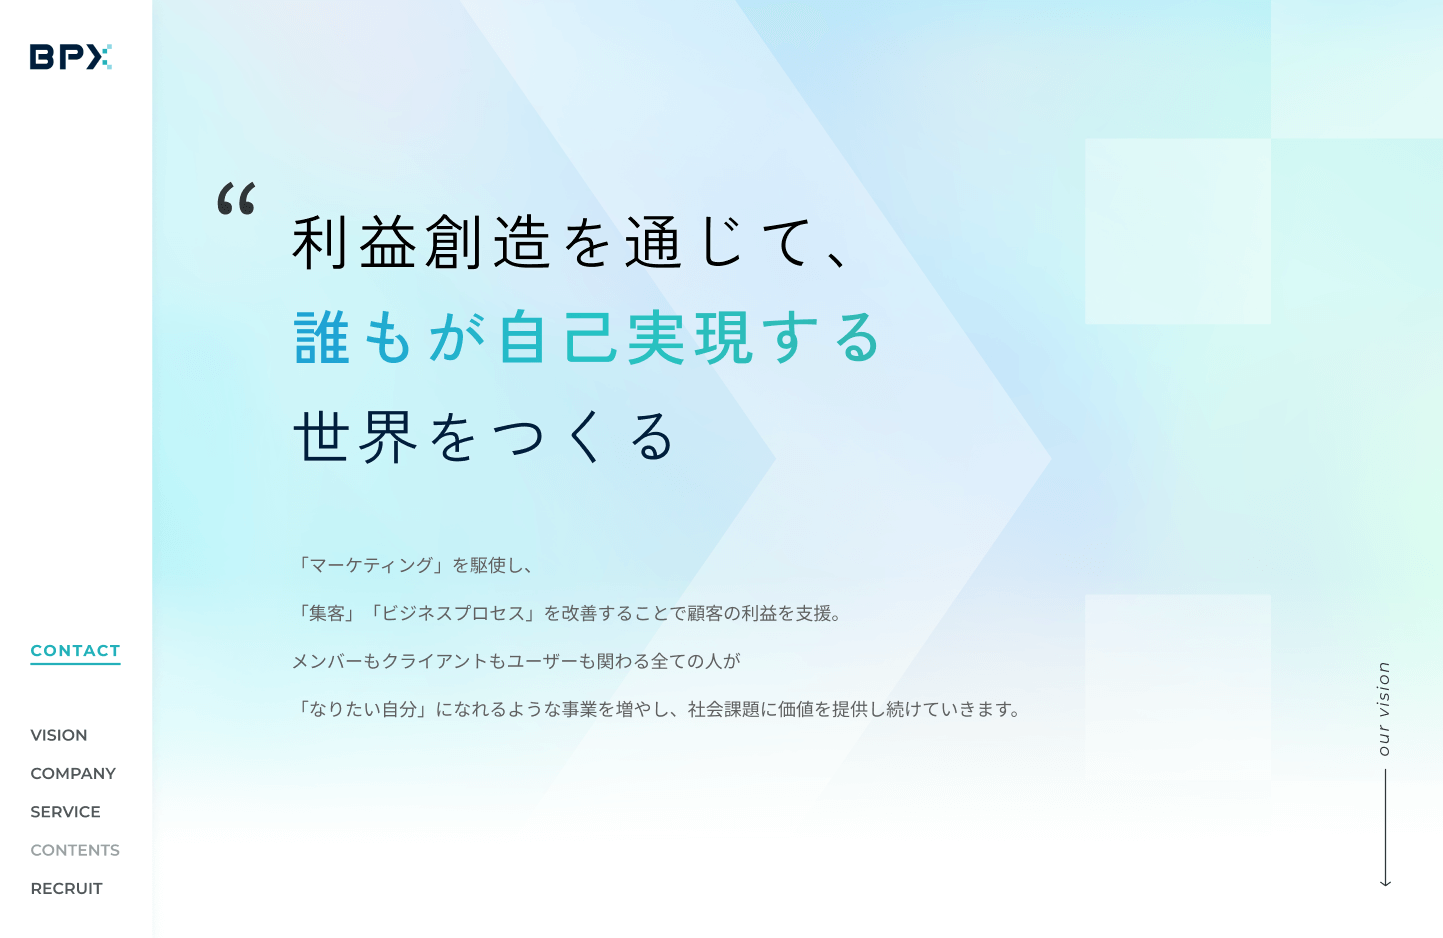 BPX
CONTACT
VISION
COMPANY
SERVICE
CONTENTS
RECRUIT
“
利益創造を通じて、
誰もが自己実現する
世界をつくる
「マーケティング」を駆使し、
「集客」「ビジネスプロセス」を改善することで顧客の利益を支援。
メンバーもクライアントもユーザーも関わる全ての人が
「なりたい自分」になれるような事業を増やし、社会課題に価値を提供し続けていきます。
our vision